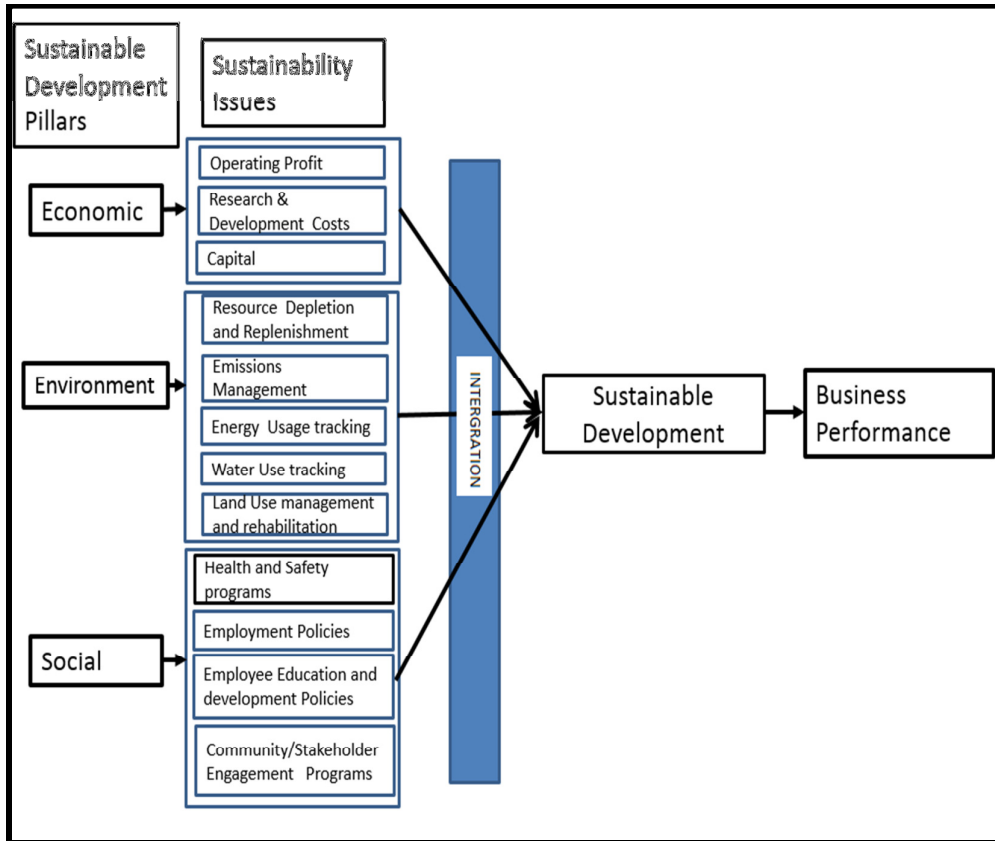 Sustainable
Development
Pillars
Sustainability
Issues
Economic
Operating Profit
Research &
Development Costs
Capital
Environment
Resource Depletion
and Replenishment
Emissions
Management
Energy Usage tracking
Water Use tracking
Land Use management
and rehabilitation
Social
Health and Safety
programs
Employment Policies
Employee Education and
development Policies
Community/Stakeholder
Engagement Programs
INTERGRATION
Sustainable
Development
Business
Performance